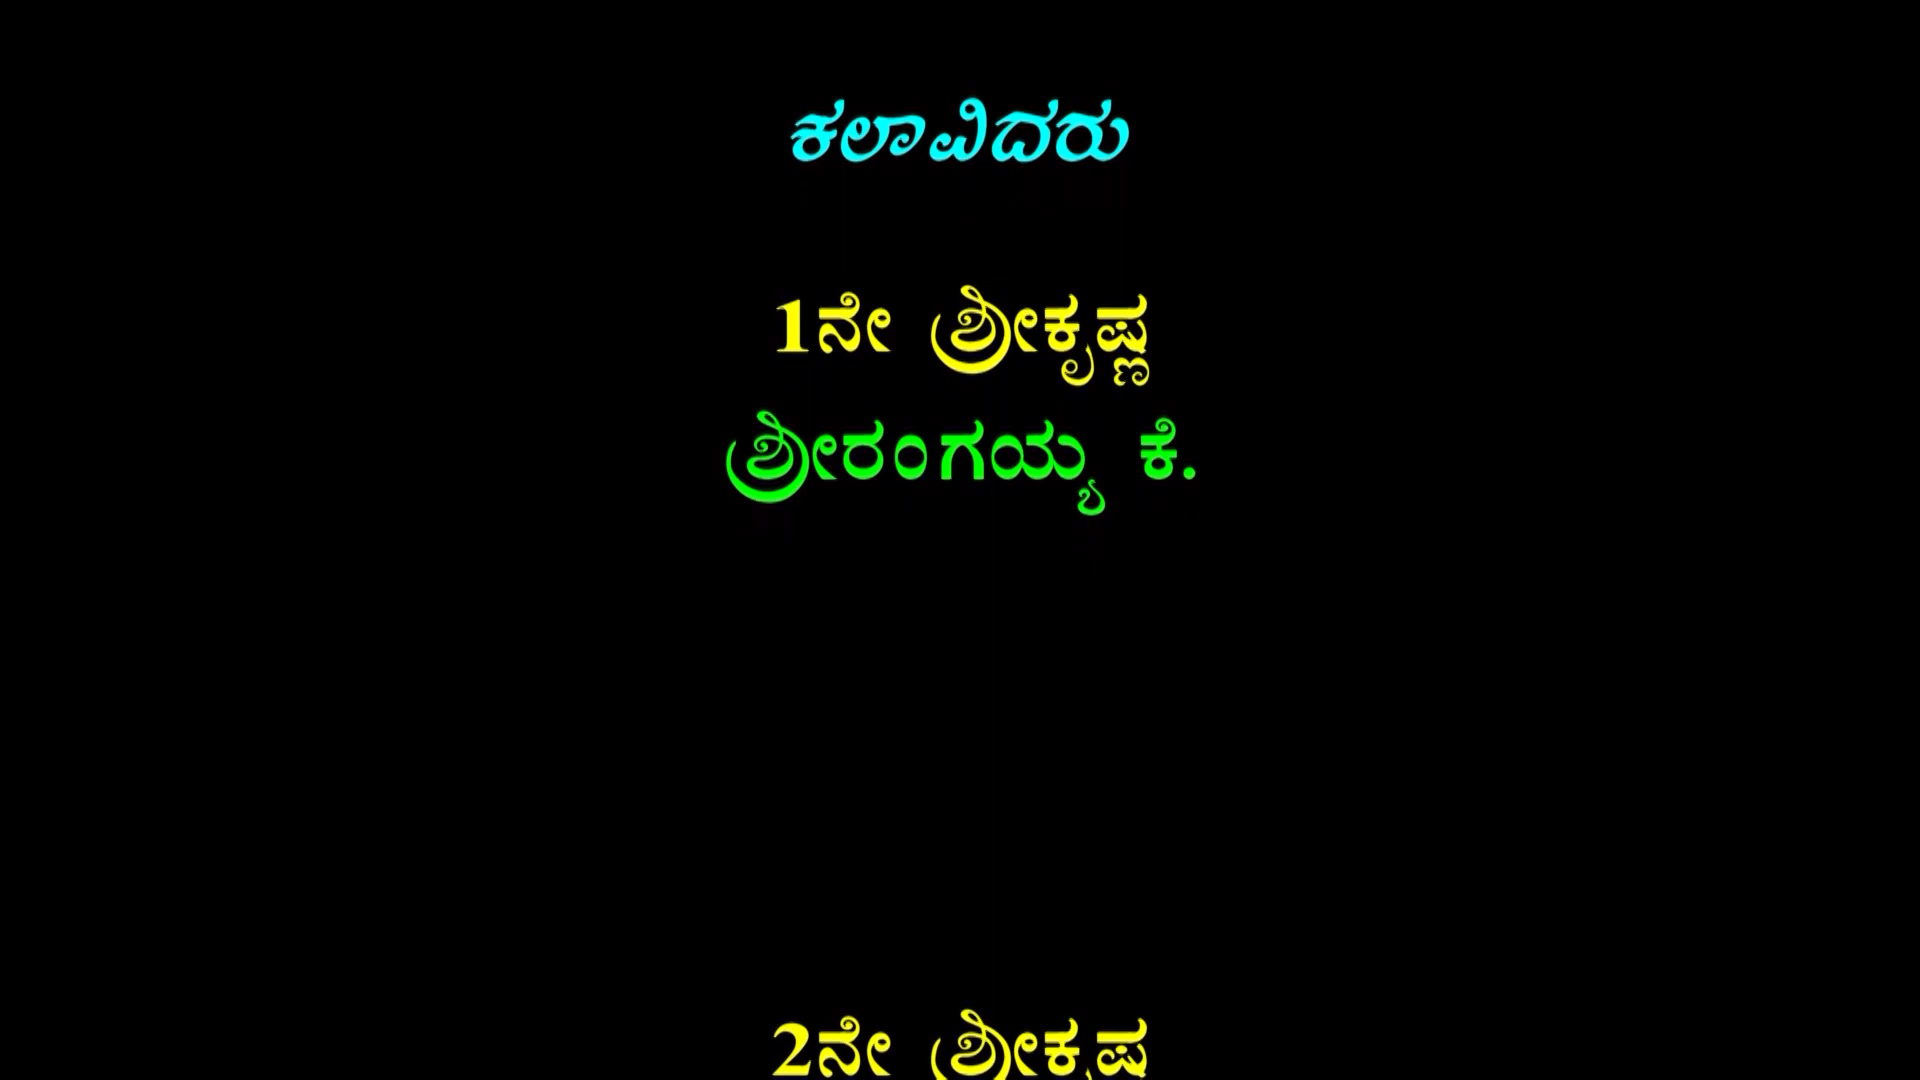 ಕಲಾವಿದರು
1ನೇ ಶ್ರೀಕೃಷ್ಣ
ಶ್ರೀರಂಗಯ್ಯ ಕೆ.
2ನೇ ಶ್ರೀಕೃಷ್ಣ